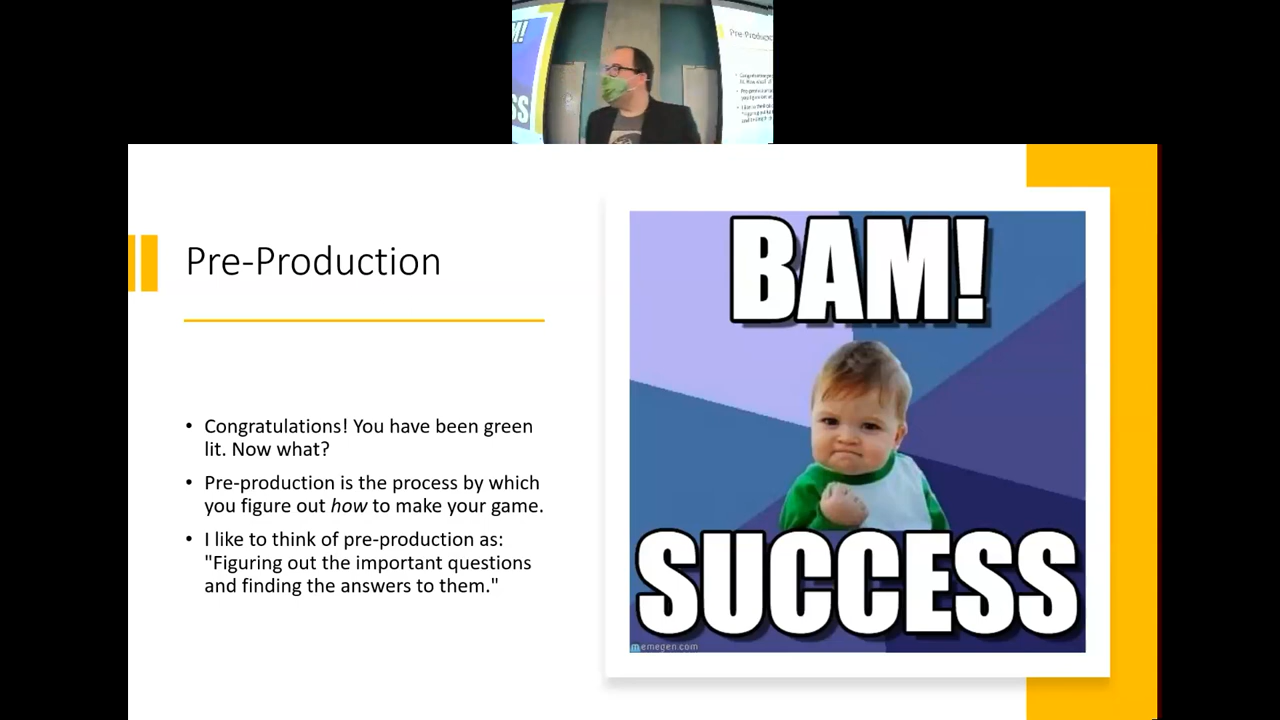 Pre-Production
Congratulations! You have been green
lit. Now what?
Pre-production is the process by which
you figure out how to make your game.
I like to think of pre-production as:
"Figuring out the important questions
and finding the answers to them."
BAM!
SUCCESS
memegen.com